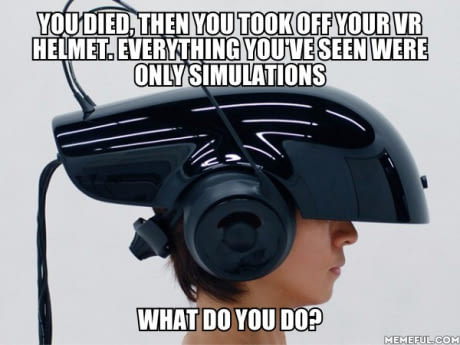 YOU DIED, THEN YOU TOOK OFF YOUR VR
HELMET. EVERYTHING YOU'VE SEEN WERE
ONLY SIMULATIONS
WHAT DO YOU DO?
MEMEFUL.COM